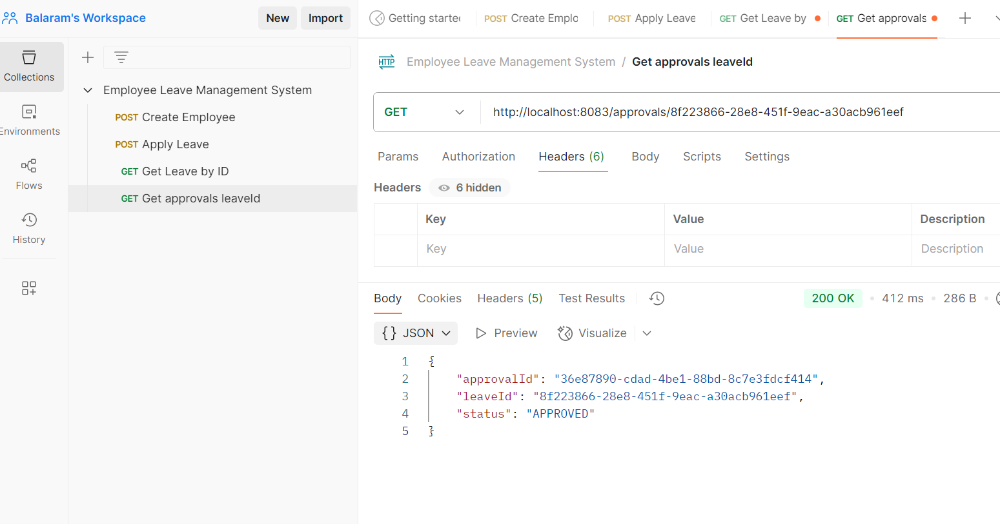 Balaram's Workspace
New
Import
Getting started
POST Create Emplo
POST Apply Leave
GET Get Leave by
GET Get approvals
Collections
Environments
Flows
History
Employee Leave Management System
POST Create Employee
POST Apply Leave
GET Get Leave by ID
GET Get approvals leaveId
HTTP Employee Leave Management System / Get approvals leaveId
GET http://localhost:8083/approvals/8f223866-28e8-451f-9eac-a30acb961eef
Params Authorization Headers (6) Body Scripts Settings
Headers 6 hidden
Key Value Description
Key Value Description
Body Cookies Headers (5) Test Results 200 OK • 412 ms • 286 B •
{} JSON Preview Visualize
1 {
2 "approvalId": "36e87890-cdad-4be1-88bd-8c7e3fdcf414",
3 "leaveId": "8f223866-28e8-451f-9eac-a30acb961eef",
4 "status": "APPROVED"
5 }